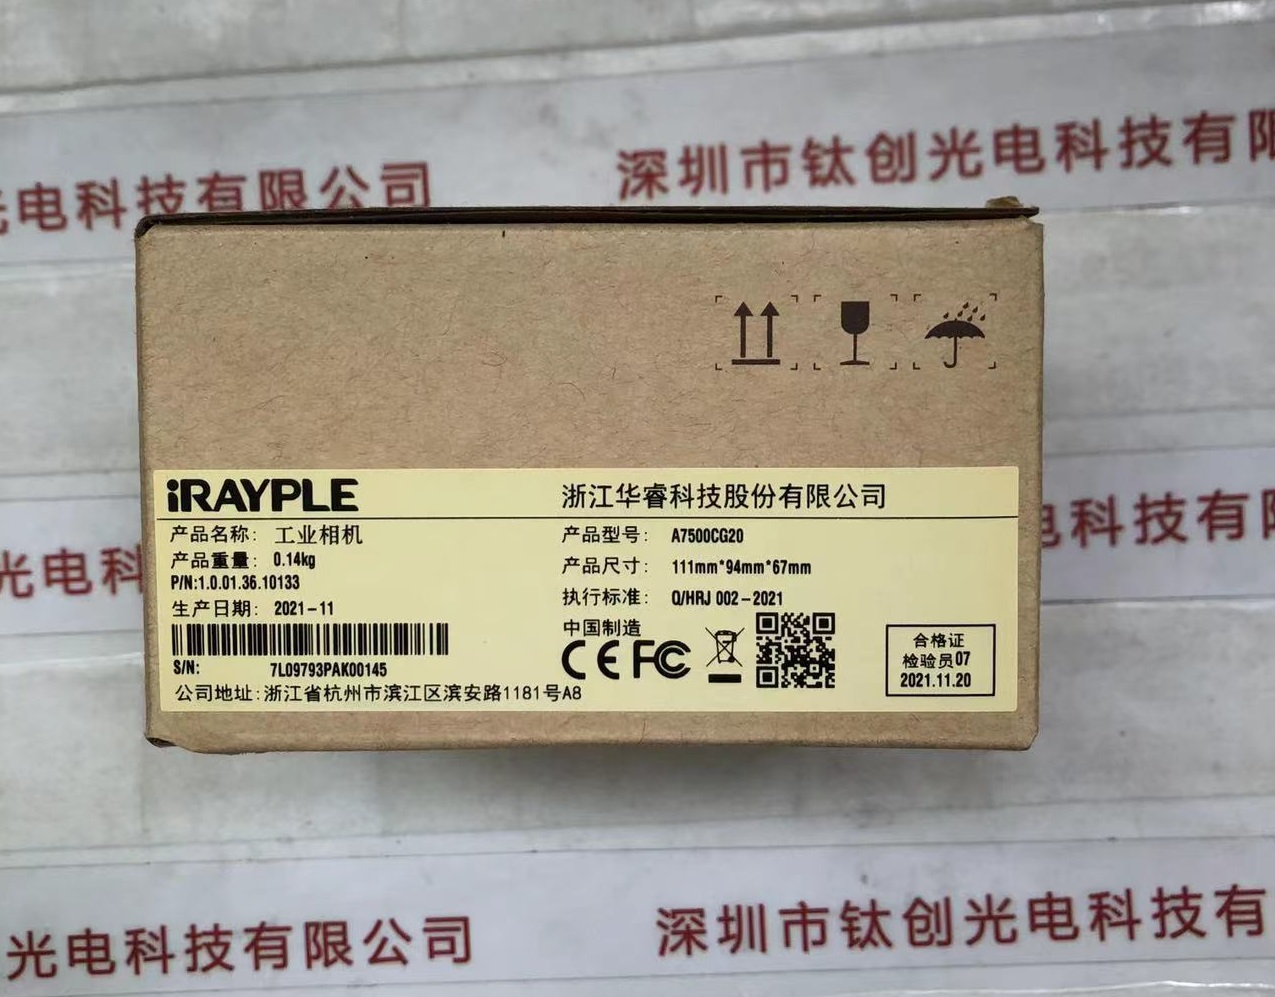 光电科技有限公司
深圳市钛创光电科技有限
iRAYPLE
浙江华睿科技股份有限公司
产品名称: 工业相机
产品型号: A7500CG20
产品重量: 0.14kg
产品尺寸: 111mm*94mm*67mm
P/N:1.0.01.36.10133
执行标准: Q/HRJ 002-2021
生产日期: 2021-11
中国制造
S/N: 7L09793PAK00145
CE FC
合格证
检验员07
2021.11.20
公司地址:浙江省杭州市滨江区滨安路1181号A8
光电科
电科技有限
光电科技有限公司
深圳市钛创光电科技有